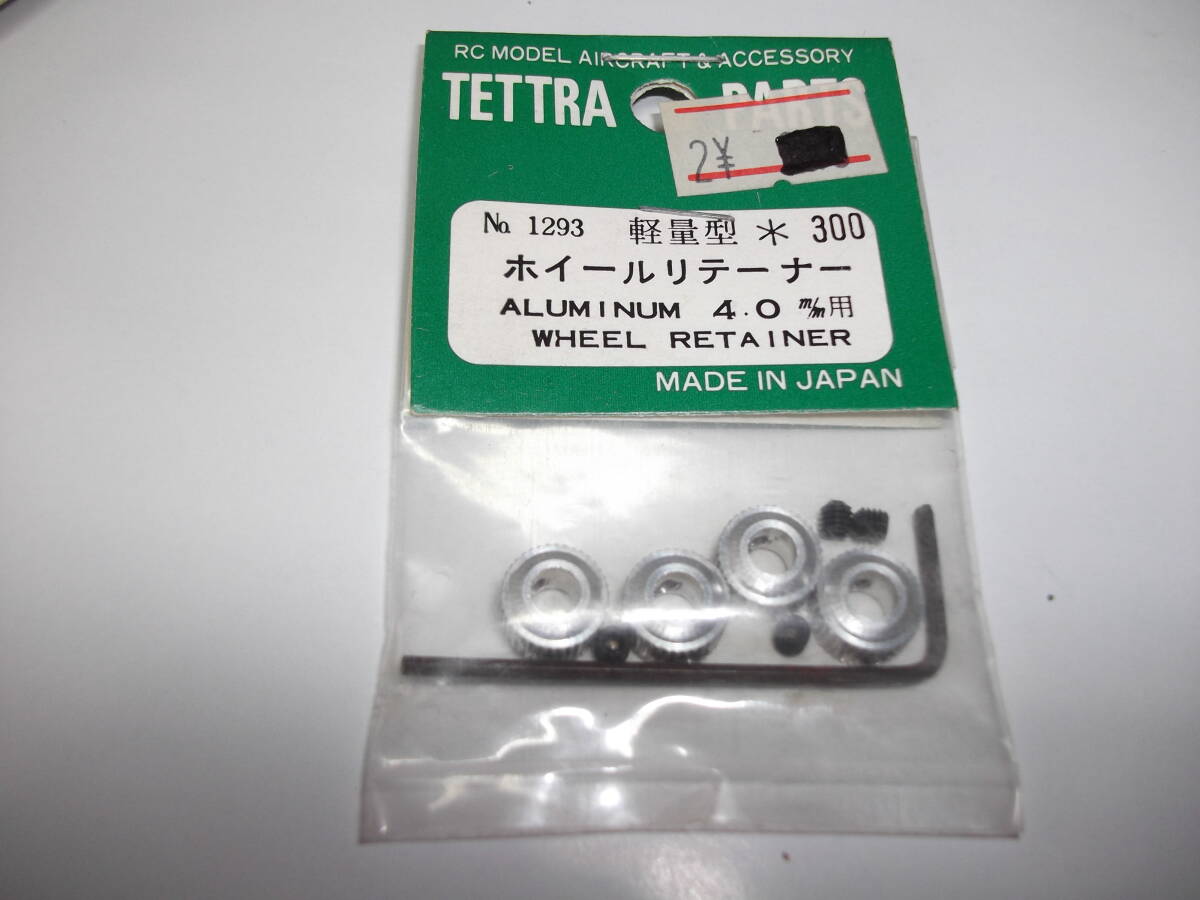 RC MODEL AIRCRAFT & ACCESSORY
TETTRA PARTS
2¥
№ 1293 軽量型 * 300
ホイールリテーナー
ALUMINUM 4.0 m/m用
WHEEL RETAINER
MADE IN JAPAN